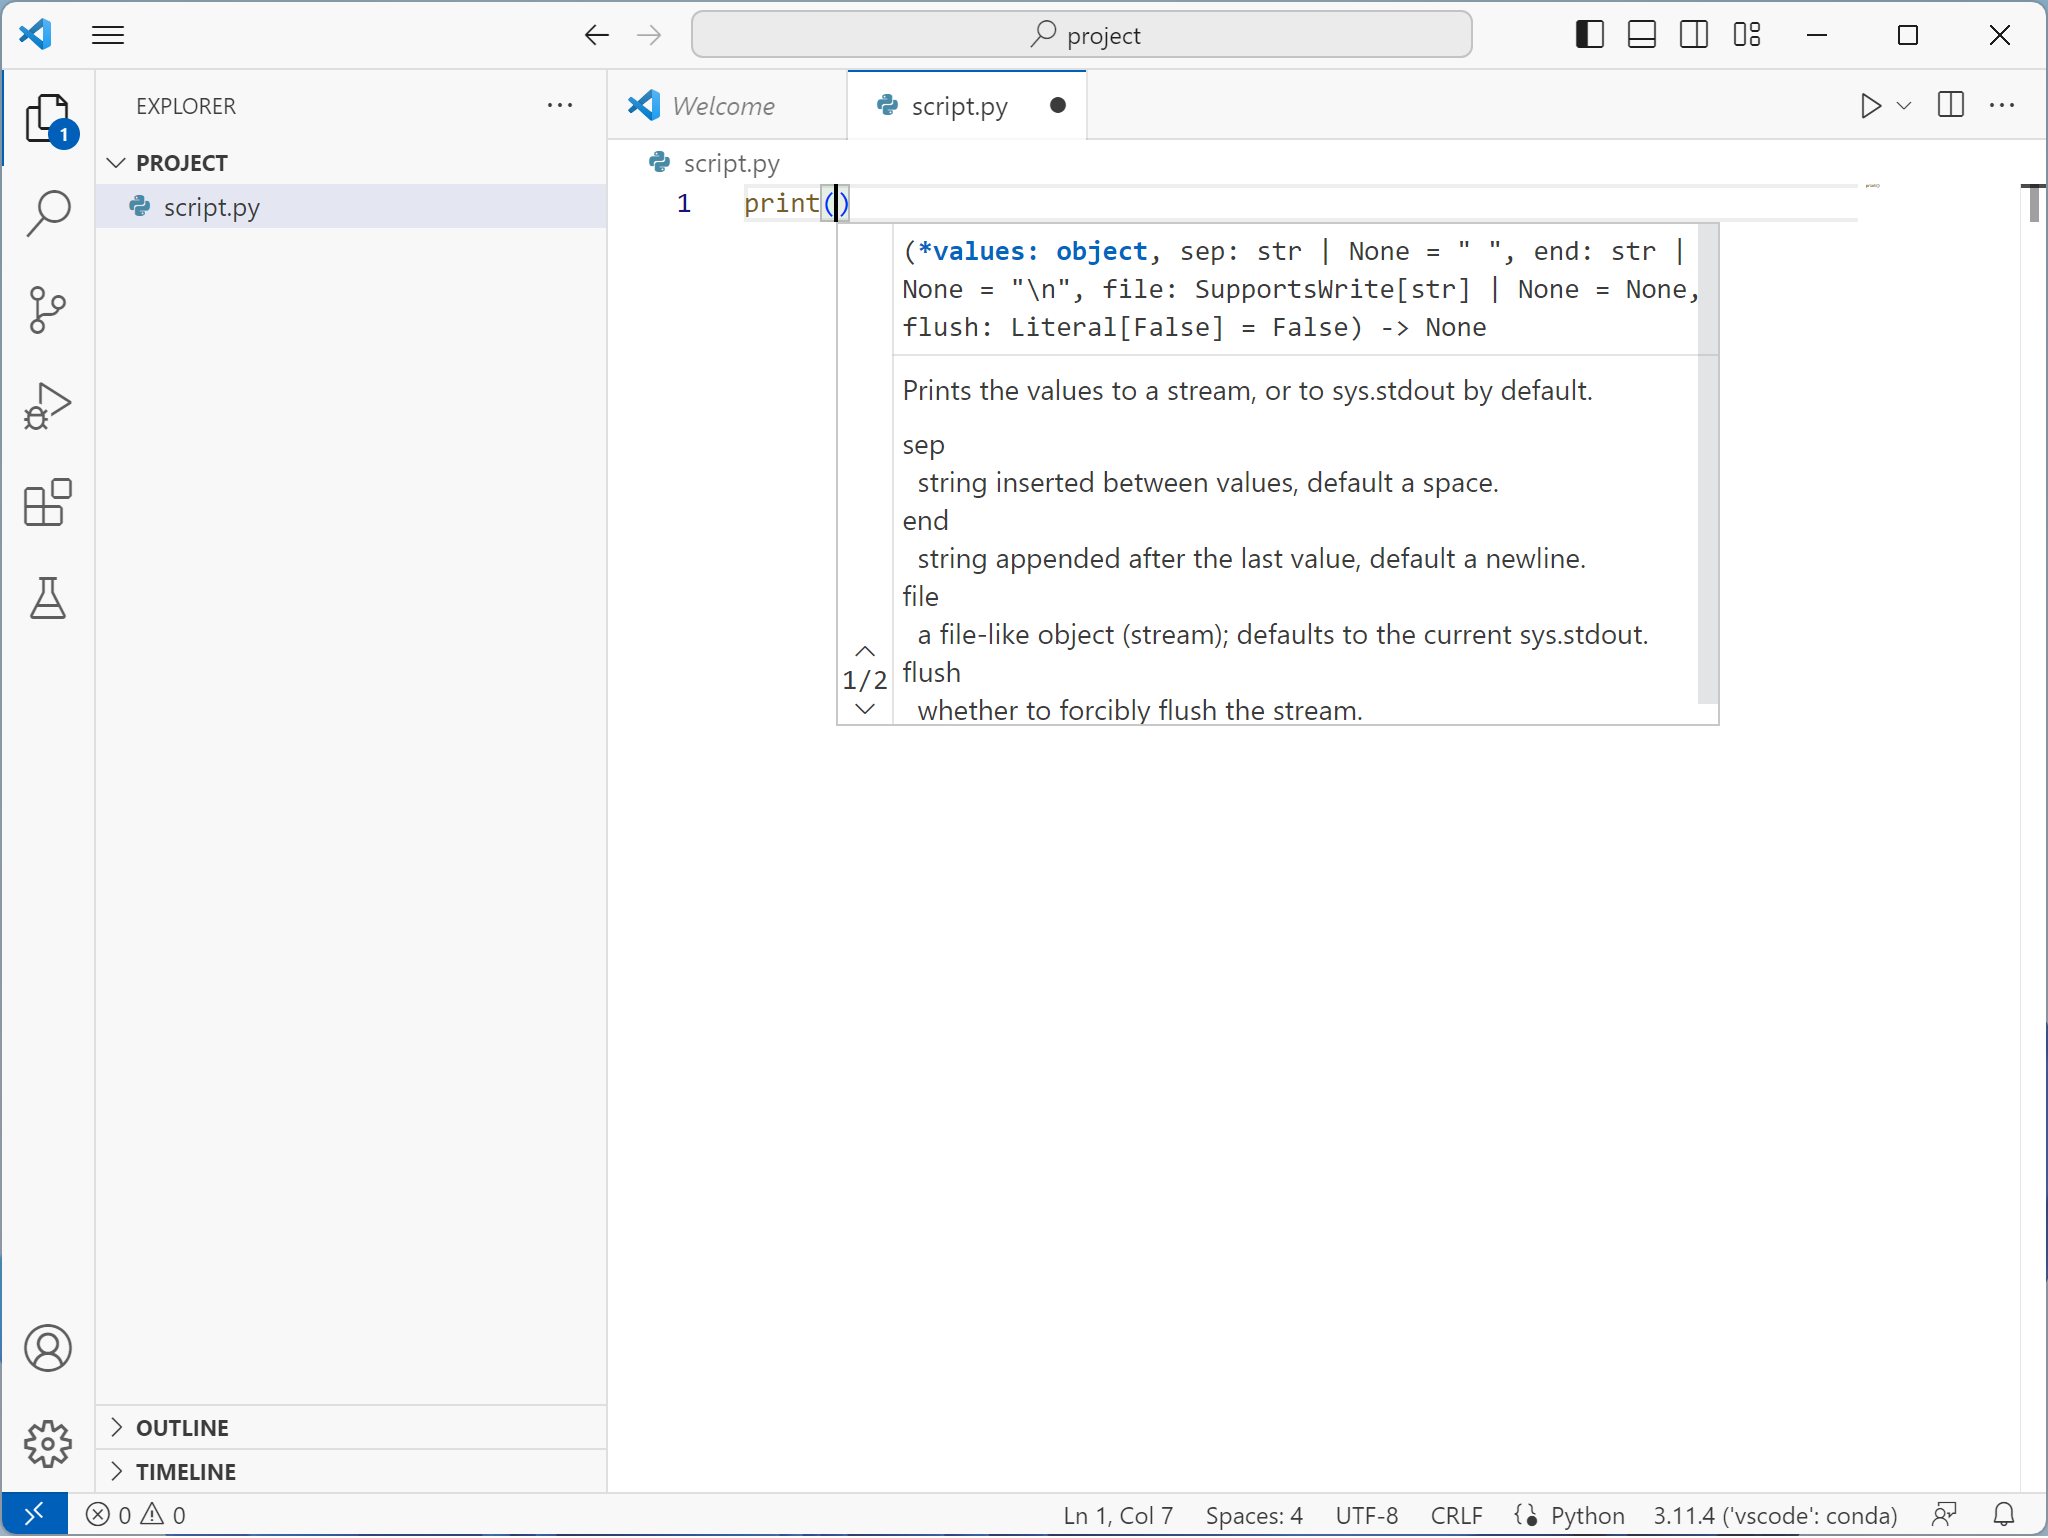 project
EXPLORER
PROJECT
script.py
OUTLINE
TIMELINE
1
Welcome
script.py
script.py
1 print()
(*values: object, sep: str | None = " ", end: str |
None = "\n", file: SupportsWrite[str] | None = None,
flush: Literal[False] = False) -> None
Prints the values to a stream, or to sys.stdout by default.
sep
string inserted between values, default a space.
end
string appended after the last value, default a newline.
file
a file-like object (stream); defaults to the current sys.stdout.
flush
whether to forcibly flush the stream.
1/2
0 0
Ln 1, Col 7 Spaces: 4 UTF-8 CRLF Python 3.11.4 ('vscode': conda)